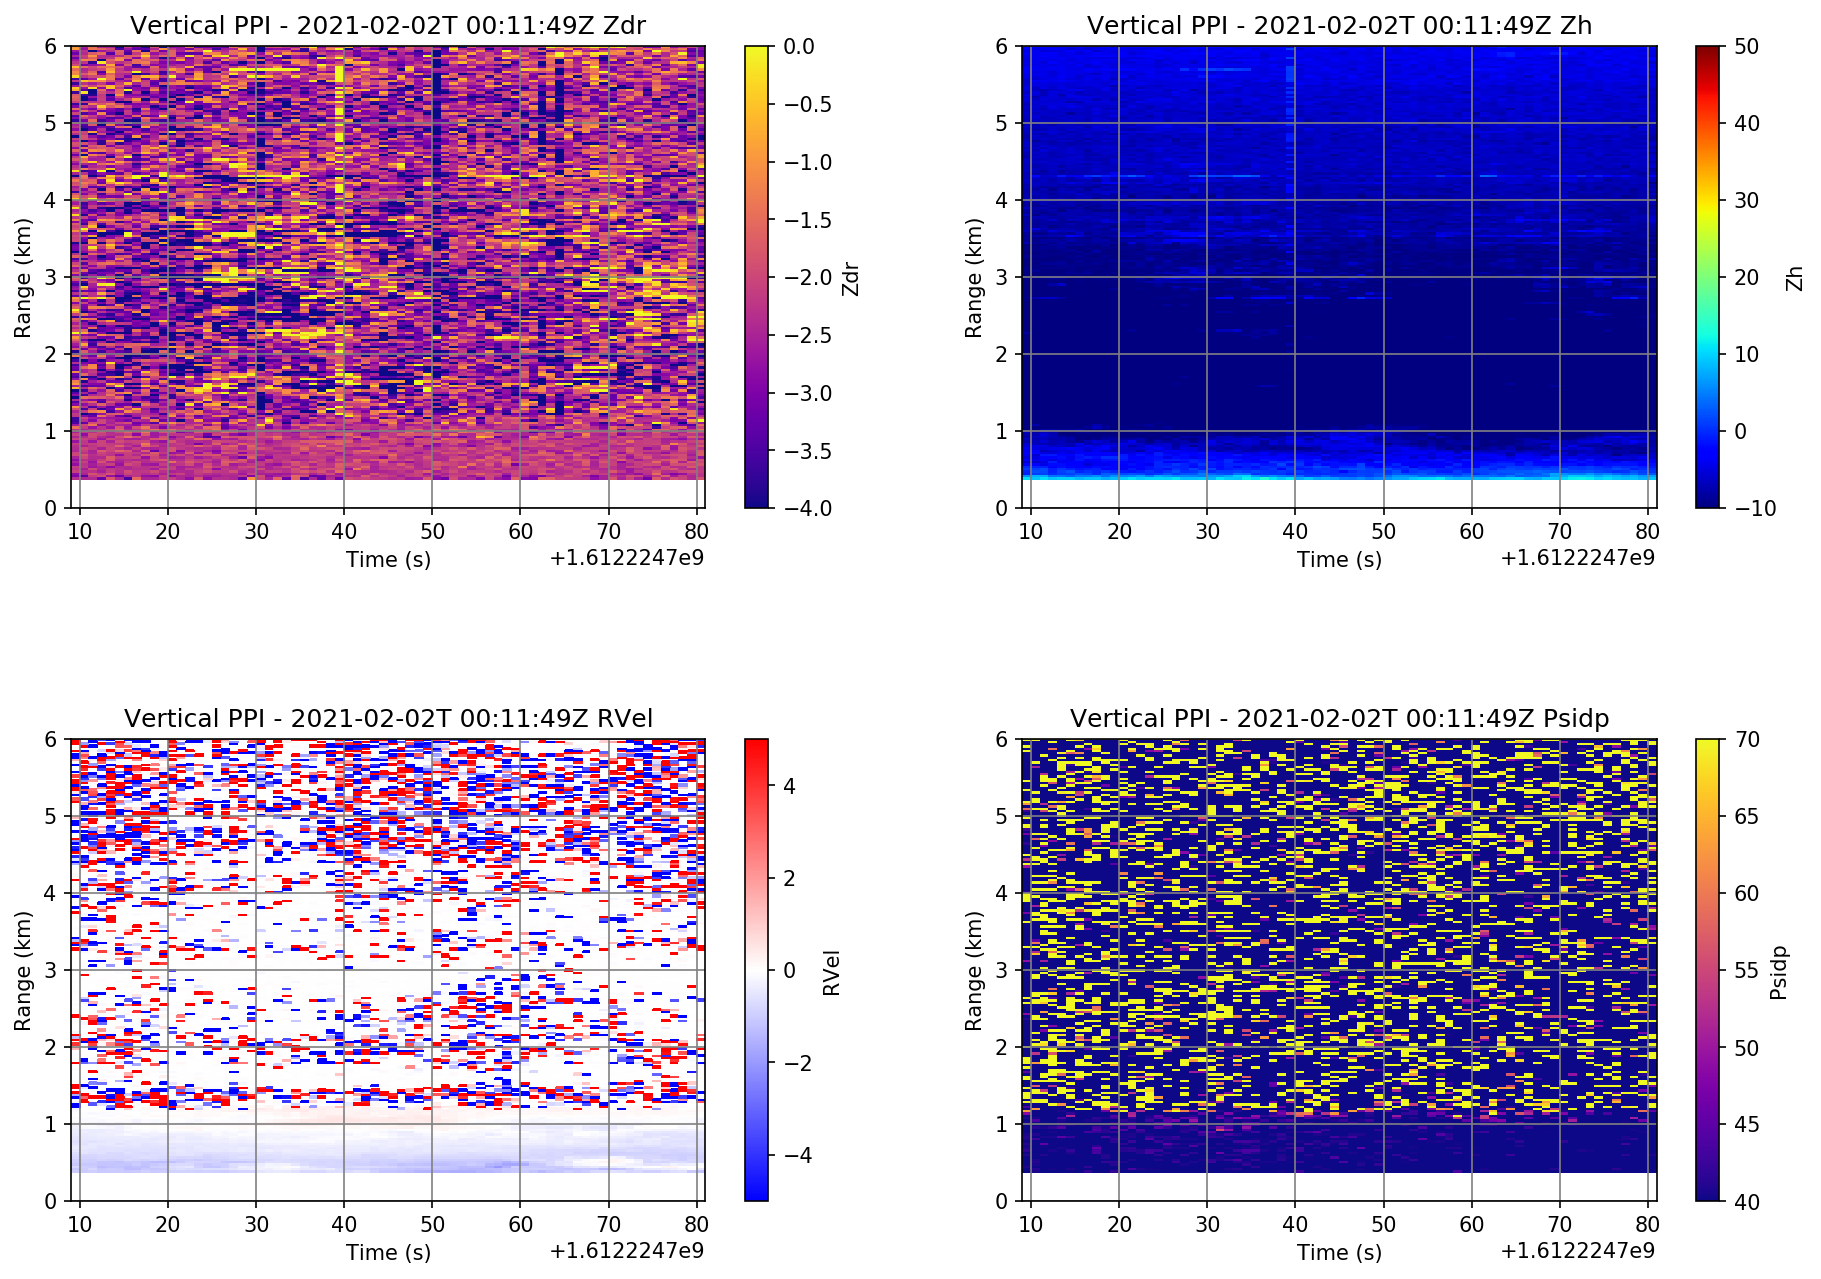 Vertical PPI - 2021-02-02T 00:11:49Z Zdr
6
5
4
3
2
1
0
Range (km)
10 20 30 40 50 60 70 80
Time (s)
+1.6122247e9
0.0
−0.5
−1.0
−1.5
−2.0
−2.5
−3.0
−3.5
−4.0
Zdr
Vertical PPI - 2021-02-02T 00:11:49Z Zh
6
5
4
3
2
1
0
Range (km)
10 20 30 40 50 60 70 80
Time (s)
+1.6122247e9
50
40
30
20
10
0
−10
Zh
Vertical PPI - 2021-02-02T 00:11:49Z RVel
6
5
4
3
2
1
0
Range (km)
10 20 30 40 50 60 70 80
Time (s)
+1.6122247e9
4
2
0
−2
−4
RVel
Vertical PPI - 2021-02-02T 00:11:49Z Psidp
6
5
4
3
2
1
0
Range (km)
10 20 30 40 50 60 70 80
Time (s)
+1.6122247e9
70
65
60
55
50
45
40
Psidp